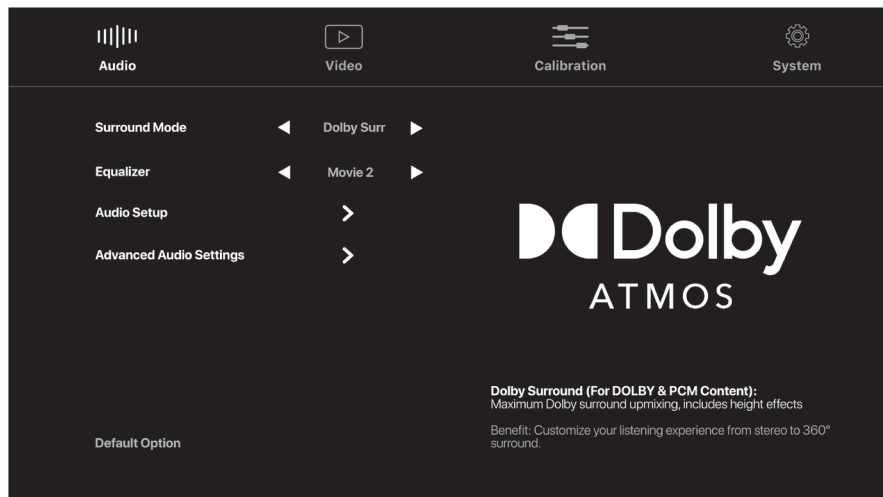 Audio
Video
Calibration
System
Surround Mode
Dolby Surr
Equalizer
Movie 2
Audio Setup
Advanced Audio Settings
Dolby
ATMOS
Dolby Surround (For DOLBY & PCM Content):
Maximum Dolby surround upmixing, includes height effects
Benefit: Customize your listening experience from stereo to 360°
surround.
Default Option